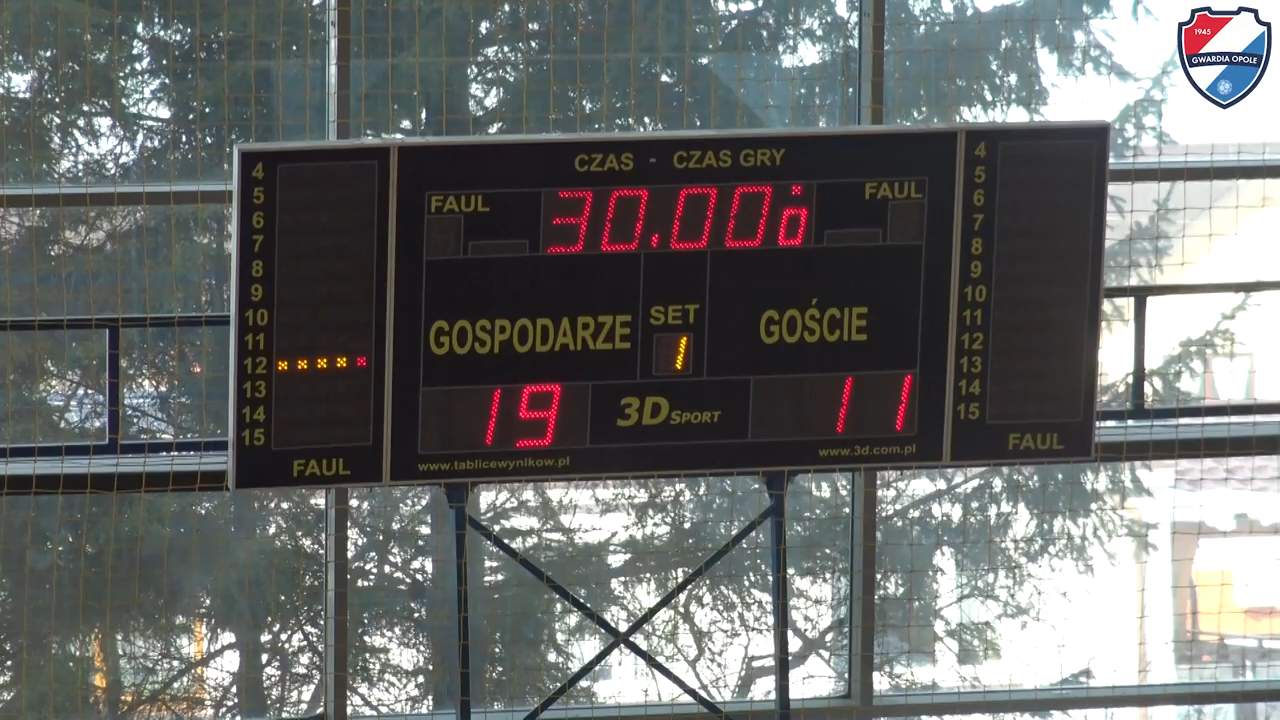 1945
GWARDIA OPOLE
CZAS - CZAS GRY
FAUL 30.000 FAUL
4
5
6
7
8
9
10
11
12
13
14
15
FAUL
GOSPODARZE
SET
1
GOŚCIE
19
3D SPORT
11
www.tablicewynikow.pl
www.3d.com.pl
4
5
6
7
8
9
10
11
12
13
14
15
FAUL